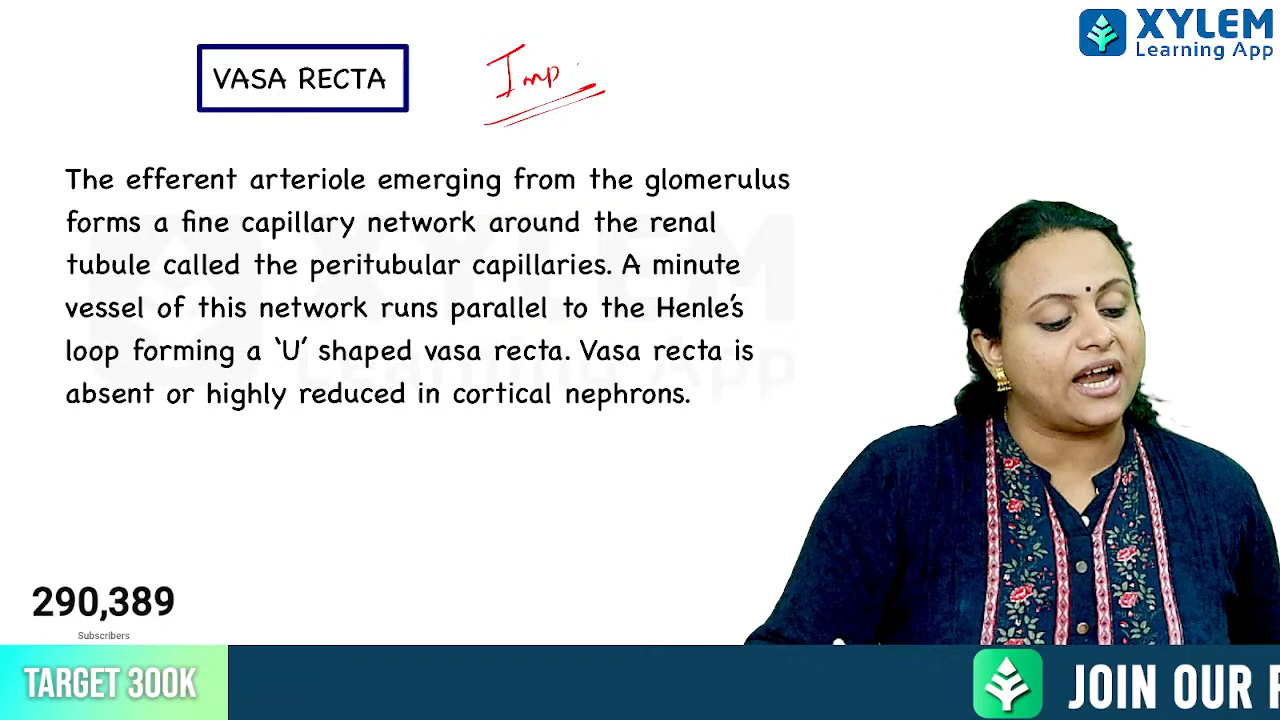 XYLEM
Learning App
VASA RECTA
Imp
The efferent arteriole emerging from the glomerulus
forms a fine capillary network around the renal
tubule called the peritubular capillaries. A minute
vessel of this network runs parallel to the Henle's
loop forming a ‘U’ shaped vasa recta. Vasa recta is
absent or highly reduced in cortical nephrons.
XYLEM
Learning App
290,389
Subscribers
TARGET 300K
JOIN OUR